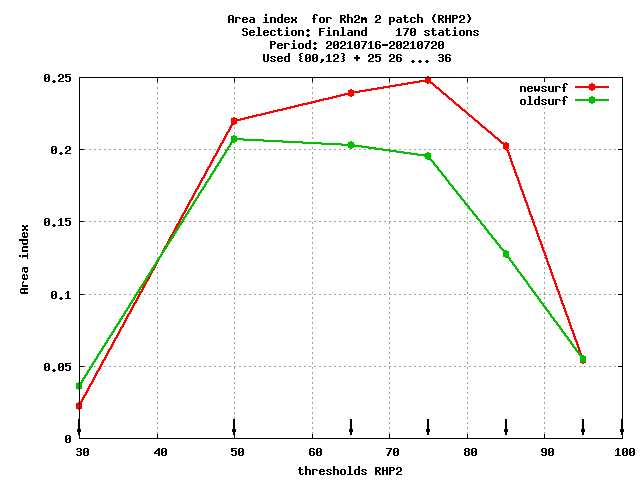 Area index  for Rh2m 2 patch (RHP2)
Selection: Finland    170 stations
Period: 20210716-20210720
Used {00,12} + 25 26 ... 36
0.25
newsurf
oldsurf
0.2
0.15
Area index
0.1
0.05
0
30 40 50 60 70 80 90 100
thresholds RHP2